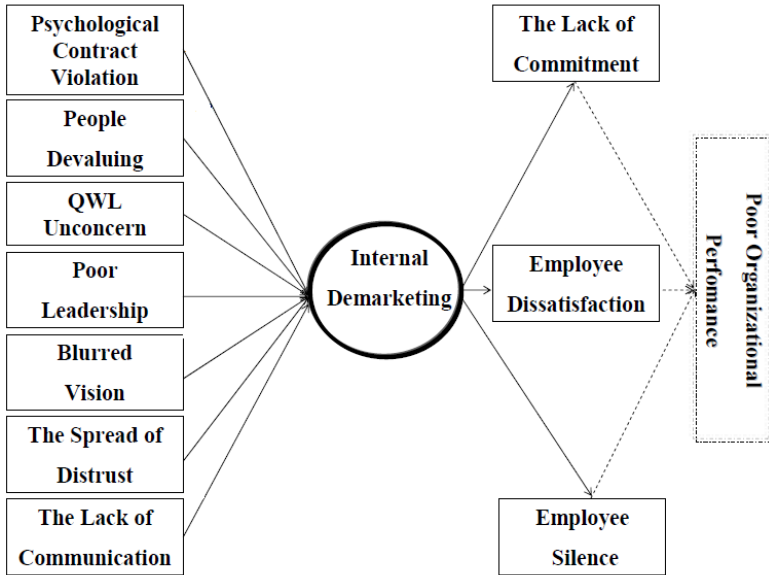 Psychological
Contract
Violation
People
Devaluing
QWL
Unconcern
Poor
Leadership
Blurred
Vision
The Spread of
Distrust
The Lack of
Communication
Internal
Demarketing
The Lack of
Commitment
Employee
Dissatisfaction
Employee
Silence
Poor Organizational
Perfomance